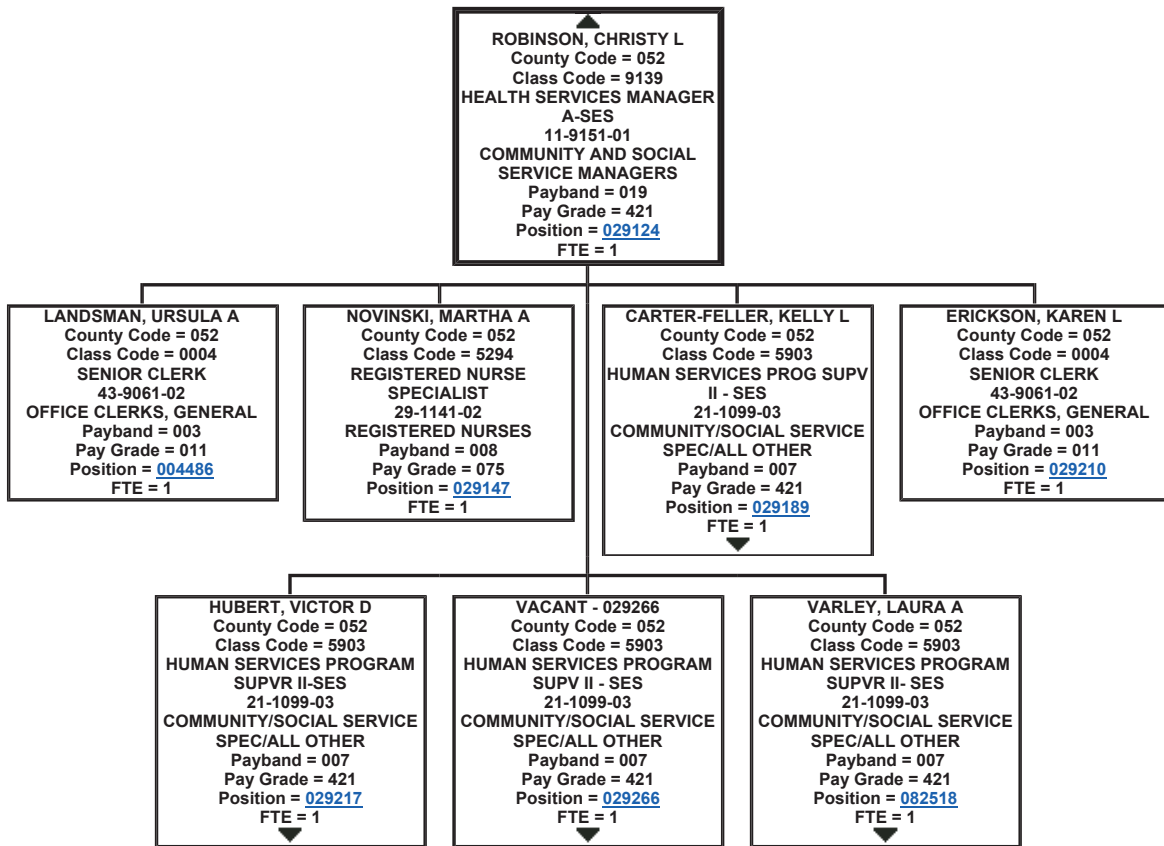 ROBINSON, CHRISTY L
County Code = 052
Class Code = 9139
HEALTH SERVICES MANAGER
A-SES
11-9151-01
COMMUNITY AND SOCIAL
SERVICE MANAGERS
Payband = 019
Pay Grade = 421
Position = 029124
FTE = 1
LANDSMAN, URSULA A
County Code = 052
Class Code = 0004
SENIOR CLERK
43-9061-02
OFFICE CLERKS, GENERAL
Payband = 003
Pay Grade = 011
Position = 004486
FTE = 1
NOVINSKI, MARTHA A
County Code = 052
Class Code = 5294
REGISTERED NURSE
SPECIALIST
29-1141-02
REGISTERED NURSES
Payband = 008
Pay Grade = 075
Position = 029147
FTE = 1
CARTER-FELLER, KELLY L
County Code = 052
Class Code = 5903
HUMAN SERVICES PROG SUPV
II - SES
21-1099-03
COMMUNITY/SOCIAL SERVICE
SPEC/ALL OTHER
Payband = 007
Pay Grade = 421
Position = 029189
FTE = 1
ERICKSON, KAREN L
County Code = 052
Class Code = 0004
SENIOR CLERK
43-9061-02
OFFICE CLERKS, GENERAL
Payband = 003
Pay Grade = 011
Position = 029210
FTE = 1
HUBERT, VICTOR D
County Code = 052
Class Code = 5903
HUMAN SERVICES PROGRAM
SUPVR II-SES
21-1099-03
COMMUNITY/SOCIAL SERVICE
SPEC/ALL OTHER
Payband = 007
Pay Grade = 421
Position = 029217
FTE = 1
VACANT - 029266
County Code = 052
Class Code = 5903
HUMAN SERVICES PROGRAM
SUPV II - SES
21-1099-03
COMMUNITY/SOCIAL SERVICE
SPEC/ALL OTHER
Payband = 007
Pay Grade = 421
Position = 029266
FTE = 1
VARLEY, LAURA A
County Code = 052
Class Code = 5903
HUMAN SERVICES PROGRAM
SUPVR II- SES
21-1099-03
COMMUNITY/SOCIAL SERVICE
SPEC/ALL OTHER
Payband = 007
Pay Grade = 421
Position = 082518
FTE = 1